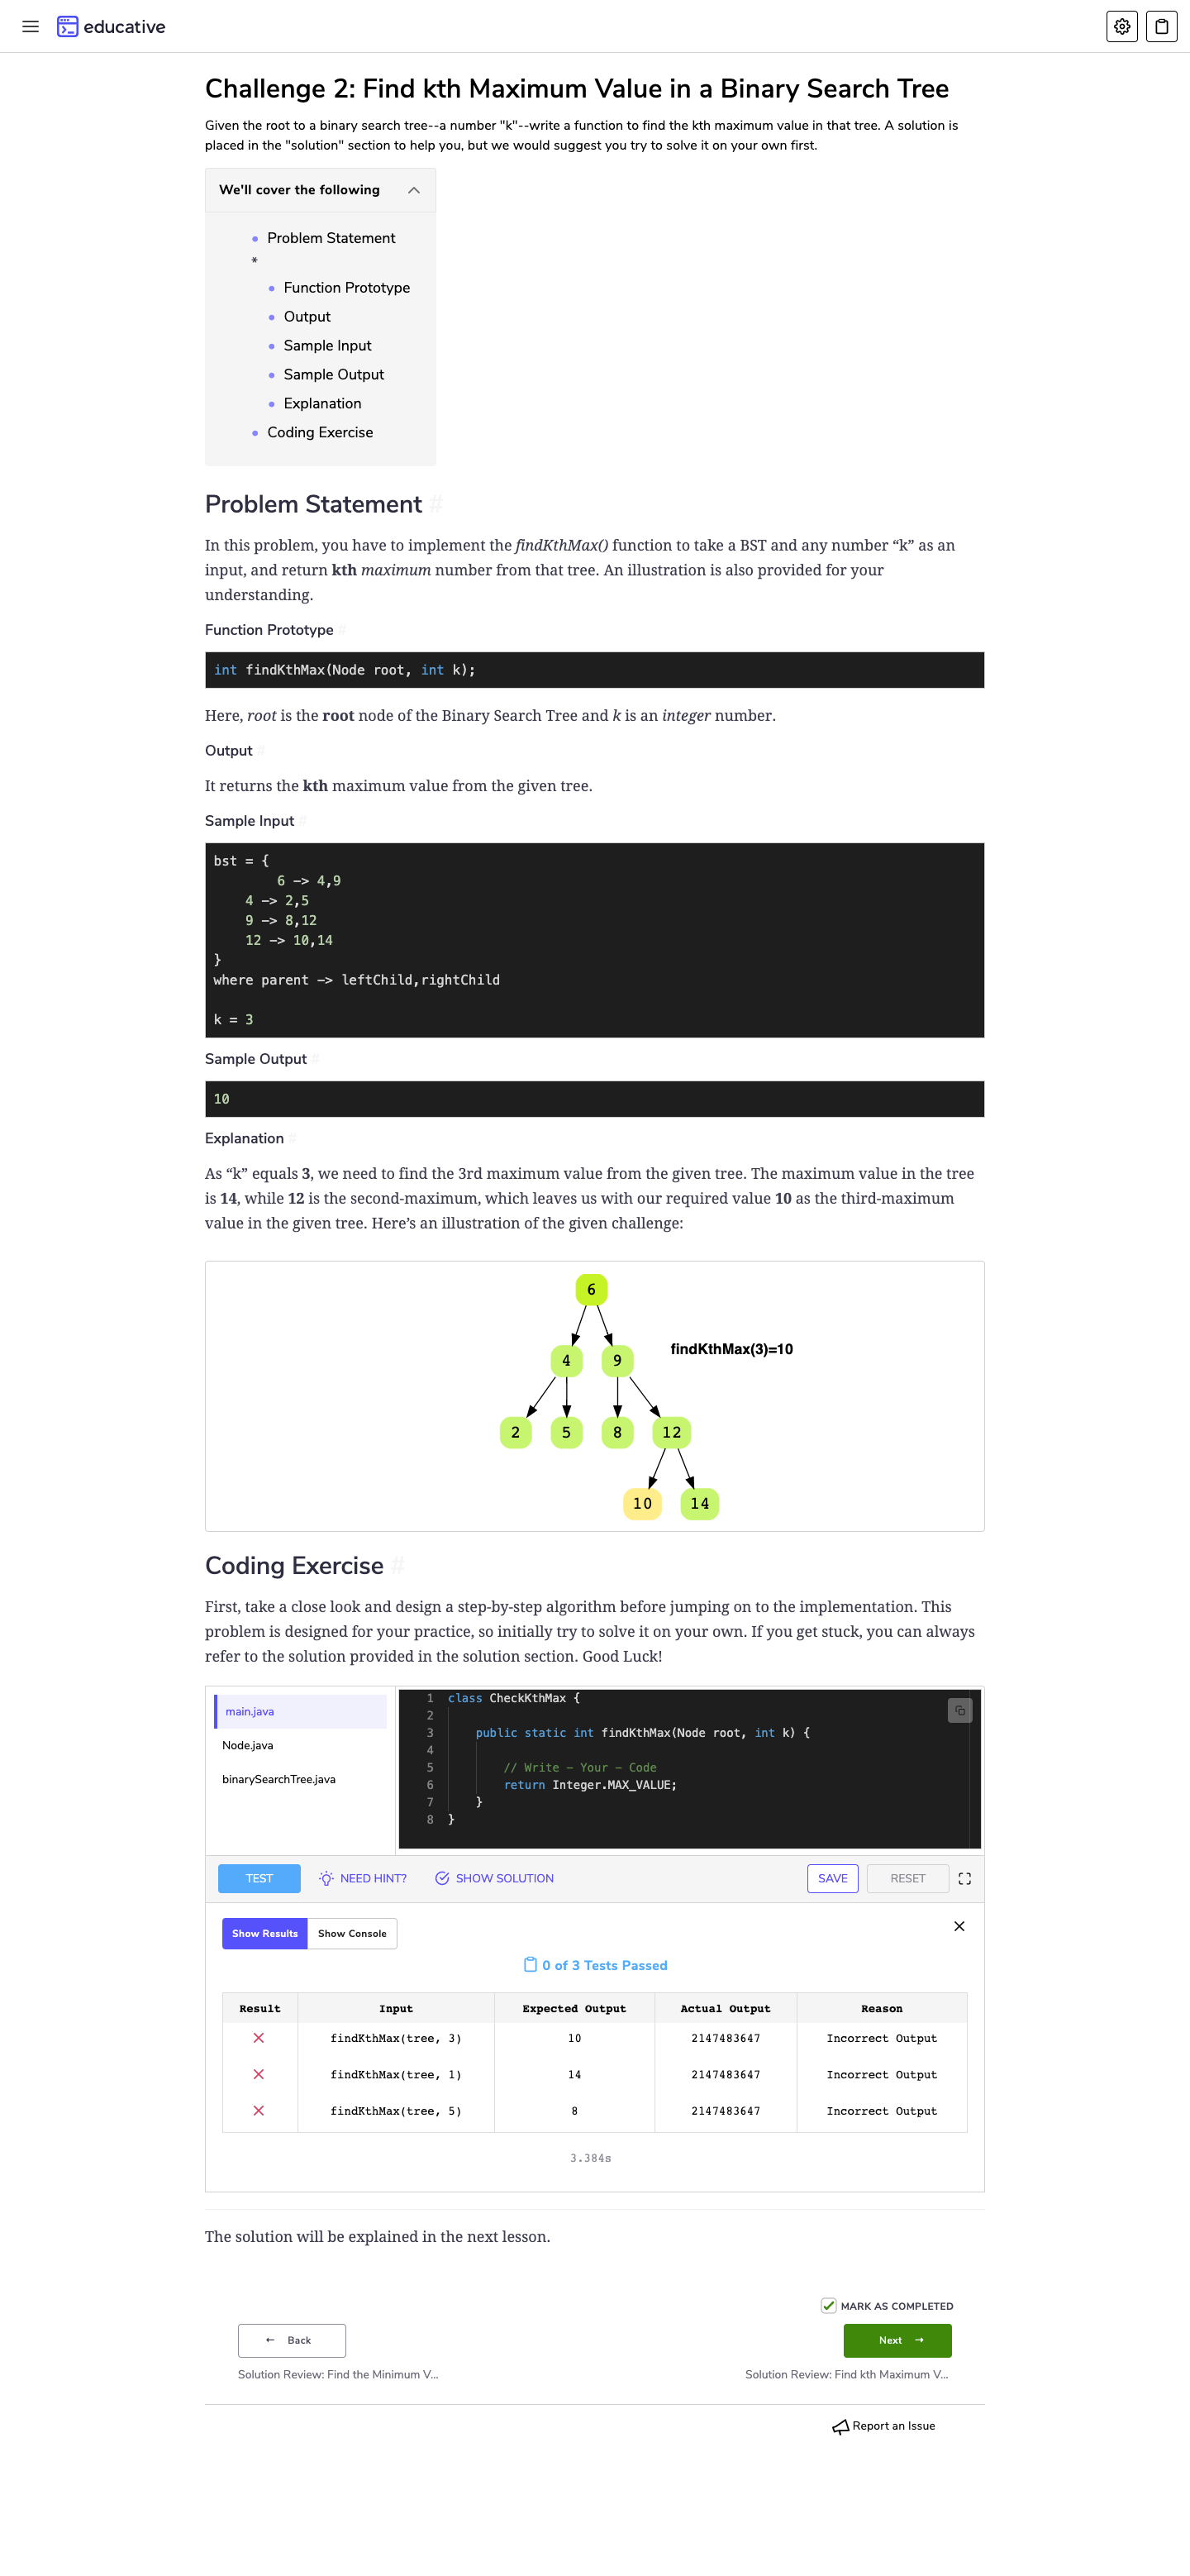 educative
Challenge 2: Find kth Maximum Value in a Binary Search Tree
Given the root to a binary search tree--a number "k"--write a function to find the kth maximum value in that tree. A solution is
placed in the "solution" section to help you, but we would suggest you try to solve it on your own first.
We'll cover the following
• Problem Statement
*
• Function Prototype
• Output
• Sample Input
• Sample Output
• Explanation
• Coding Exercise
Problem Statement #
In this problem, you have to implement the findKthMax() function to take a BST and any number “k” as an
input, and return kth maximum number from that tree. An illustration is also provided for your
understanding.
Function Prototype #
int findKthMax(Node root, int k);
Here, root is the root node of the Binary Search Tree and k is an integer number.
Output #
It returns the kth maximum value from the given tree.
Sample Input #
bst = {
6 -> 4,9
4 -> 2,5
9 -> 8,12
12 -> 10,14
}
where parent -> leftChild,rightChild
k = 3
Sample Output #
10
Explanation #
As “k” equals 3, we need to find the 3rd maximum value from the given tree. The maximum value in the tree
is 14, while 12 is the second-maximum, which leaves us with our required value 10 as the third-maximum
value in the given tree. Here’s an illustration of the given challenge:
6
4 9 findKthMax(3)=10
2 5 8 12
10 14
Coding Exercise #
First, take a close look and design a step-by-step algorithm before jumping on to the implementation. This
problem is designed for your practice, so initially try to solve it on your own. If you get stuck, you can always
refer to the solution provided in the solution section. Good Luck!
main.java
Node.java
binarySearchTree.java
1 class CheckKthMax {
2
3 public static int findKthMax(Node root, int k) {
4
5 // Write - Your - Code
6 return Integer.MAX_VALUE;
7 }
8 }
TEST NEED HINT? SHOW SOLUTION SAVE RESET
Show Results Show Console
0 of 3 Tests Passed
Result Input Expected Output Actual Output Reason
findKthMax(tree, 3) 10 2147483647 Incorrect Output
findKthMax(tree, 1) 14 2147483647 Incorrect Output
findKthMax(tree, 5) 8 2147483647 Incorrect Output
3.384s
The solution will be explained in the next lesson.
MARK AS COMPLETED
← Back Next →
Solution Review: Find the Minimum V... Solution Review: Find kth Maximum V...
Report an Issue